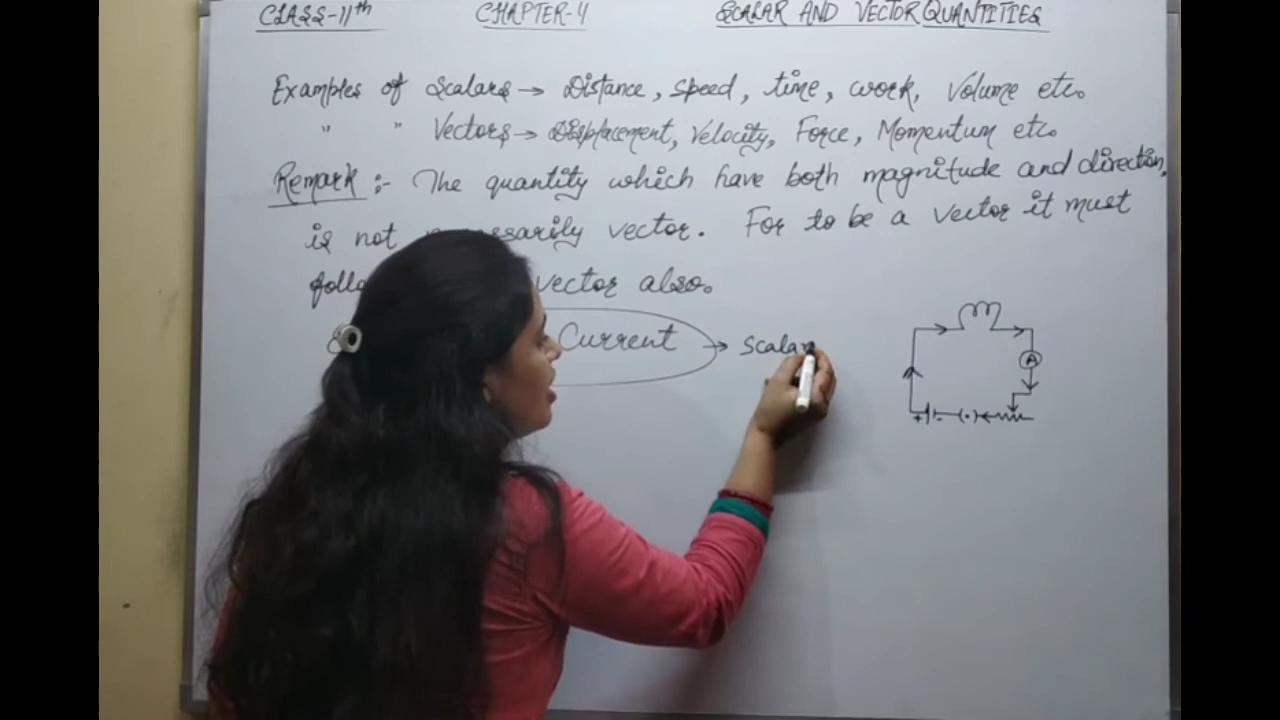 CLASS-11th CHAPTER-4 SCALAR AND VECTOR QUANTITIES
Examples of Scalars → Distance, Speed, time, work, Volume etc.
" " Vectors → Displacement, Velocity, Force, Momentum etc.
Remark :- The quantity which have both magnitude and direction,
is not necessarily vector. For to be a vector it must
vector also.
Current → Scalar
A
+ -